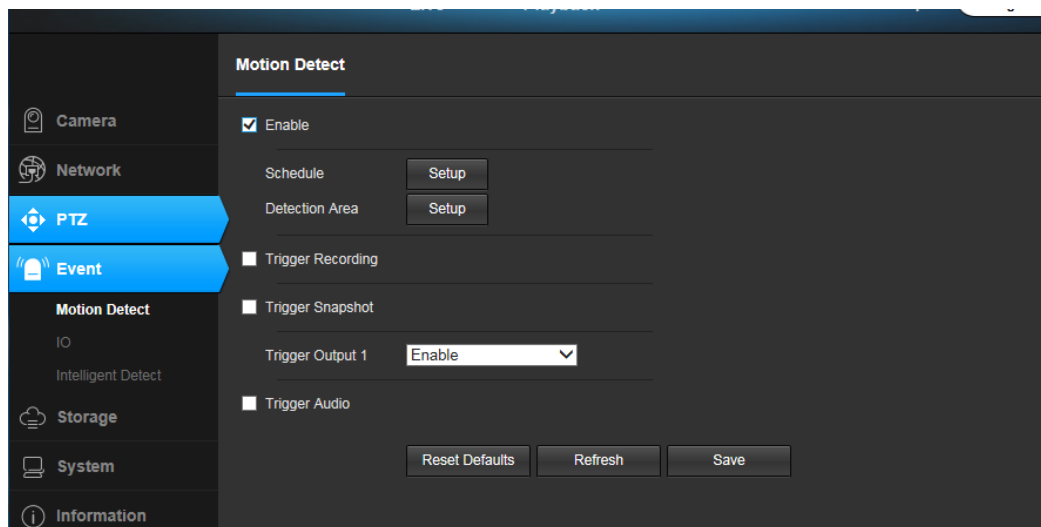 Motion Detect
Camera
Enable
Network
Schedule
Setup
PTZ
Detection Area
Setup
Event
Trigger Recording
Motion Detect
Trigger Snapshot
IO
Trigger Output 1
Enable
Intelligent Detect
Trigger Audio
Storage
Reset Defaults
Refresh
Save
System
Information